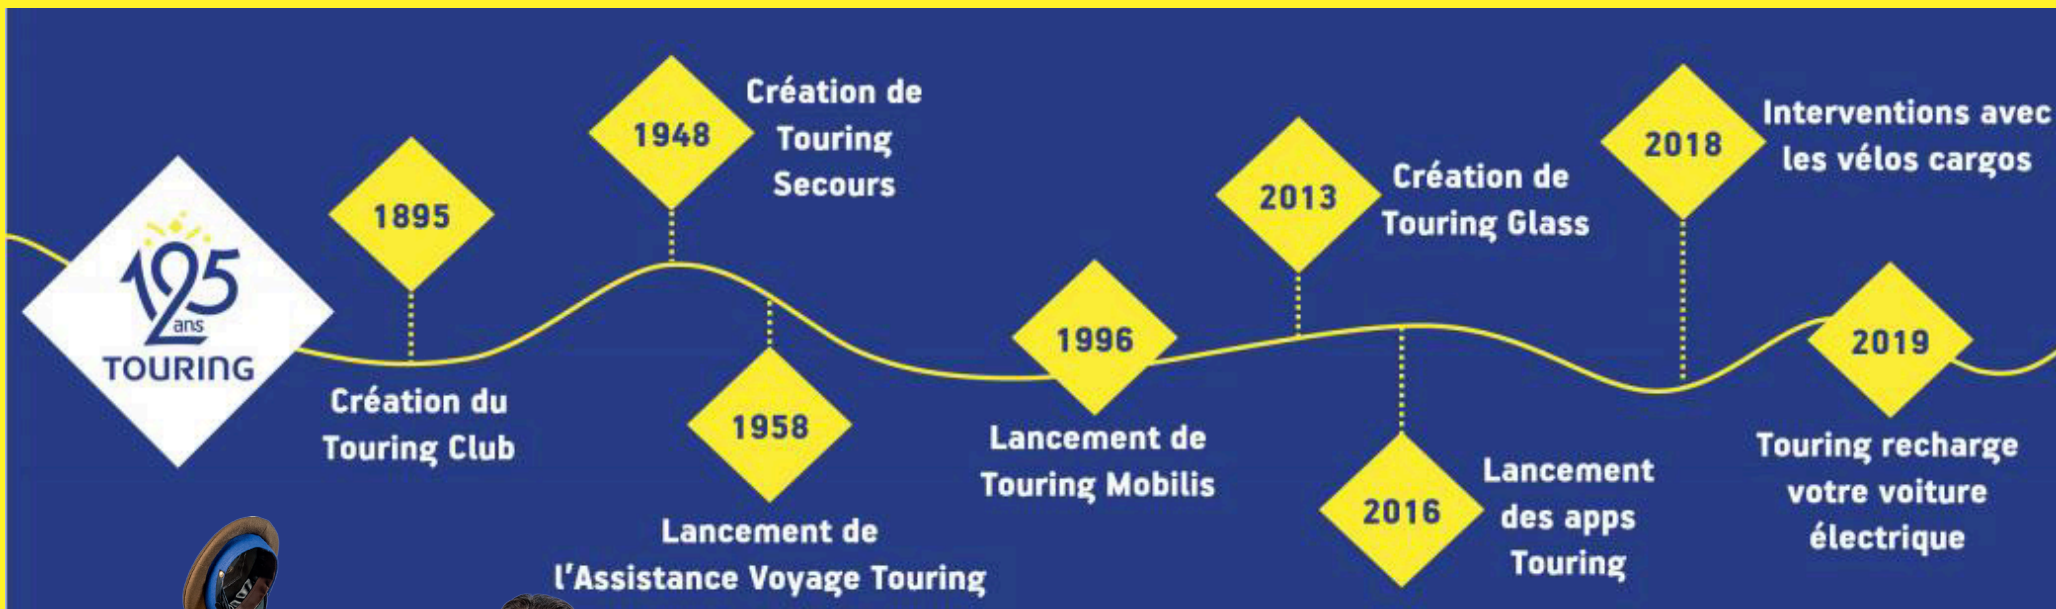 125
ans
TOURING
1895
Création du
Touring Club
1948
Création de
Touring
Secours
1958
Lancement de
l'Assistance Voyage Touring
1996
Lancement de
Touring Mobilis
2013
Création de
Touring Glass
2016
Lancement
des apps
Touring
2018
Interventions avec
les vélos cargos
2019
Touring recharge
votre voiture
électrique